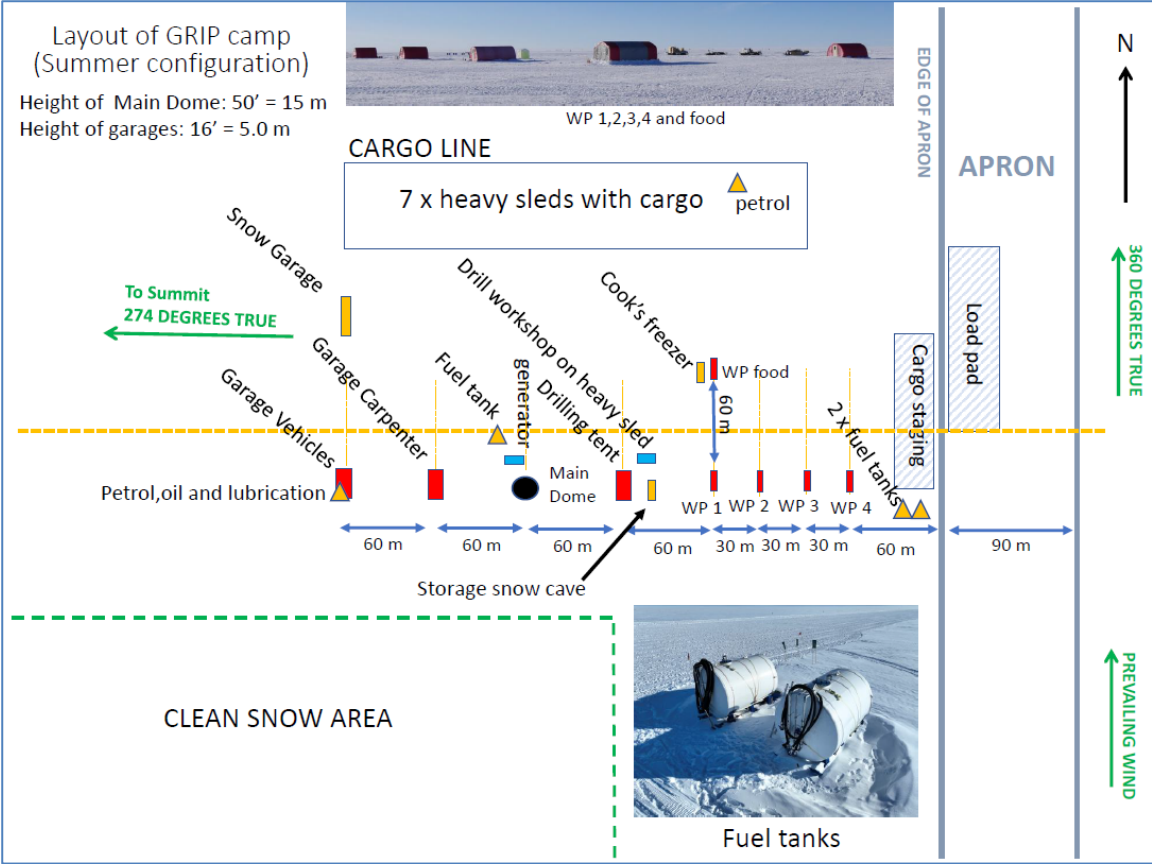 Layout of GRIP camp
(Summer configuration)
Height of Main Dome: 50’ = 15 m
Height of garages: 16’ = 5.0 m
WP 1,2,3,4 and food
EDGE OF APRON
APRON
N
CARGO LINE
7 x heavy sleds with cargo
petrol
Snow Garage
To Summit
274 DEGREES TRUE
360 DEGREES TRUE
Load pad
Cargo staging
Drill workshop on heavy sled
Cook’s freezer
WP food
60 m
Garage Vehicles
Garage Carpenter
Fuel tank
generator
Drilling tent
2 x fuel tanks
Petrol,oil and lubrication
Main
Dome
WP 1
WP 2
WP 3
WP 4
60 m
60 m
60 m
60 m
30 m
30 m
30 m
60 m
90 m
Storage snow cave
CLEAN SNOW AREA
PREVAILING WIND
Fuel tanks